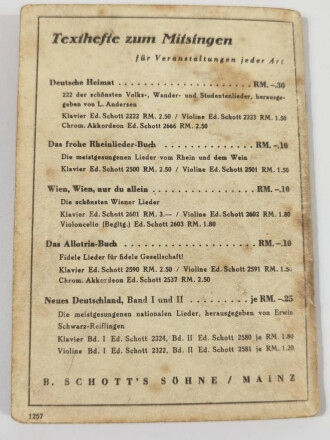 Texthefte zum Mitsingen
für Veranstaltungen jeder Art
Deutsche Heimat . . . . . . . . . . . . . . . . RM. -.30
222 der schönsten Volks-, Wander- und Studentenlieder, herausge-
geben von L. Andersen
Klavier Ed. Schott 2222 RM. 2.50 / Violine Ed. Schott 2223 RM. 1.50
Chrom. Akkordeon Ed. Schott 2666 RM. 2.50
Das frohe Rheinlieder-Buch . . . . . . . . . . RM. -.10
Die meistgesungenen Lieder vom Rhein und dem Wein
Klavier Ed. Schott 2500 RM. 2.50 / Violine Ed. Schott 2501 RM. 1.50
Wien, Wien, nur du allein . . . . . . . . . . . RM. -.10
Die schönsten Wiener Lieder
Klavier Ed. Schott 2601 RM. 3.— / Violine Ed. Schott 2602 RM. 1.80
Violoncello (Begltg.) Ed. Schott 2603 RM. 1.80
Das Allotria-Buch . . . . . . . . . . . . . . . RM. -.10
Fidele Lieder für fidele Gesellschaft!
Klavier Ed. Schott 2590 RM. 2.50 / Violine Ed. Schott 2591 RM. 1.5
Chrom. Akkordeon Ed. Schott 2537 RM. 2.50
Neues Deutschland, Band I und II . . . . . . . je RM. -.25
Die meistgesungenen nationalen Lieder, herausgegeben von Erwin
Schwarz-Reiflingen
Klavier Bd. I Ed. Schott 2324, Bd. II Ed. Schott 2580 je RM. 1.80
Violine Bd. I Ed. Schott 2322, Bd. II Ed. Schott 2581 je RM. 1.20
B. SCHOTT'S SÖHNE / MAINZ
1257